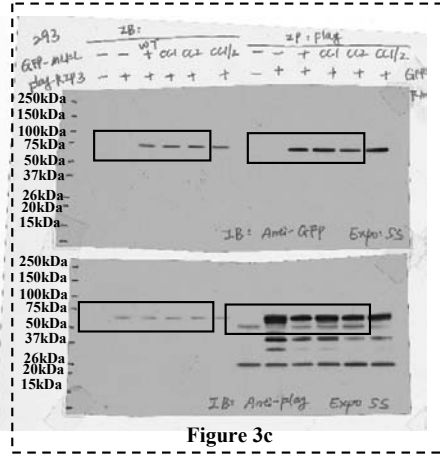 293 IB: IP: flag
GFP-MLKL - - WT + CC1 CC2 CC1/2 - - + CC1 CC2 CC1/2 GFP
flag-RIP3 - + + + + + - + + + + +
250kDa
150kDa
100kDa
75kDa
50kDa
37kDa
26kDa
20kDa
15kDa
IB: Anti-GFP Expo: 5S
250kDa
150kDa
100kDa
75kDa
50kDa
37kDa
26kDa
20kDa
15kDa
IB: Anti-flag Expo 5S
Figure 3c